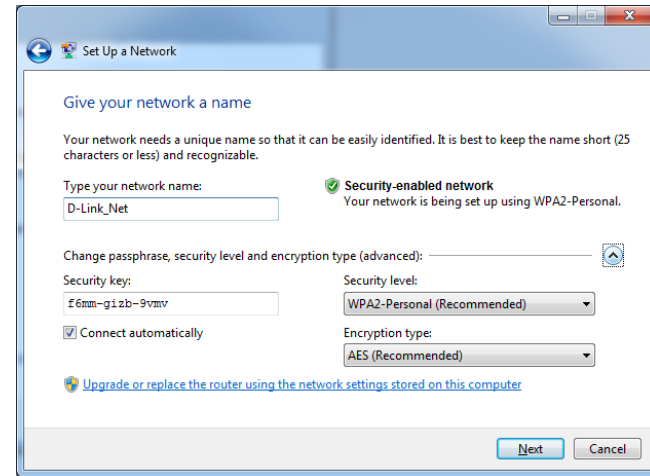 Set Up a Network
Give your network a name
Your network needs a unique name so that it can be easily identified. It is best to keep the name short (25
characters or less) and recognizable.
Type your network name:
D-Link_Net
Security-enabled network
Your network is being set up using WPA2-Personal.
Change passphrase, security level and encryption type (advanced):
Security key:
f6mm-gizb-9vmv
Security level:
WPA2-Personal (Recommended)
Connect automatically
Encryption type:
AES (Recommended)
Upgrade or replace the router using the network settings stored on this computer
Next
Cancel